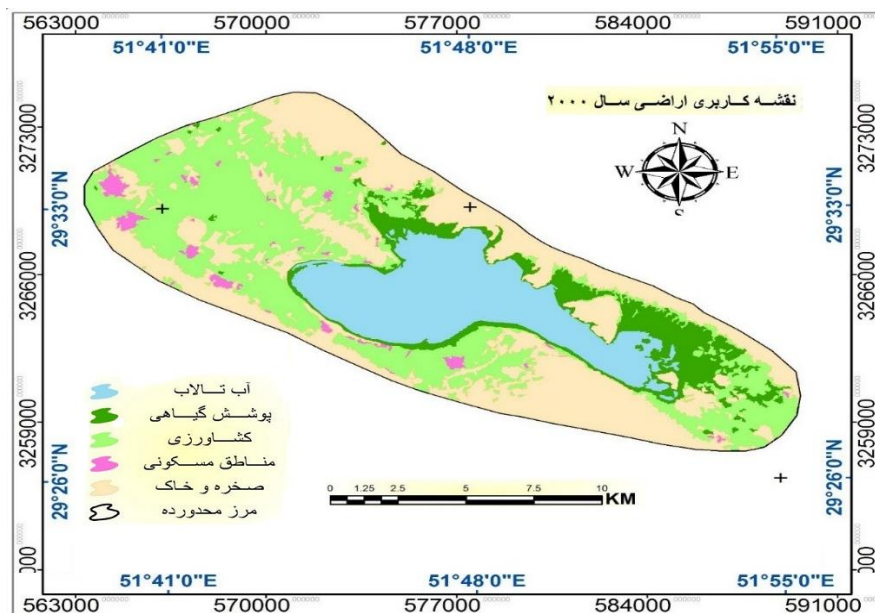 563000 570000 577000 584000 591000
51°41'0"E 51°48'0"E 51°55'0"E
نقشه کاربری اراضی سال ۲۰۰۰
N
W E
S
3273000
29°33'0"N
3266000
3259000
29°26'0"N
000
3273000
29°33'0"N
3266000
3259000
29°26'0"N
000
آب تالاب
پوشش گیاهی
کشاورزی
مناطق مسکونی
صخره و خاک
مرز محدورده
0 1.25 2.5 5 7.5 10
KM
51°41'0"E 51°48'0"E 51°55'0"E
563000 570000 577000 584000 591000